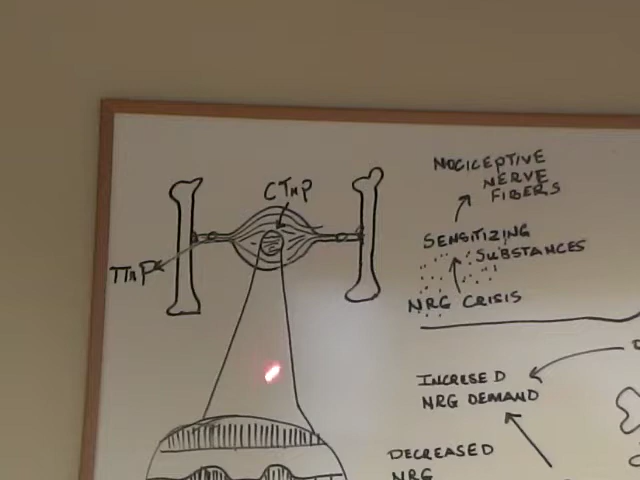 CTrP
TTrP
NOCICEPTIVE
NERVE
FIBERS
SENSITIZING
SUBSTANCES
NRG CRISIS
INCRESED
NRG DEMAND
DECREASED
NRG